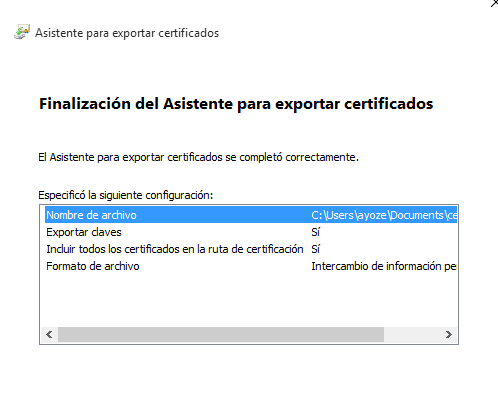 Asistente para exportar certificados
Finalización del Asistente para exportar certificados
El Asistente para exportar certificados se completó correctamente.
Especificó la siguiente configuración:
Nombre de archivo C:\Users\ayoze\Documents\ce
Exportar claves Sí
Incluir todos los certificados en la ruta de certificación Sí
Formato de archivo Intercambio de información pe